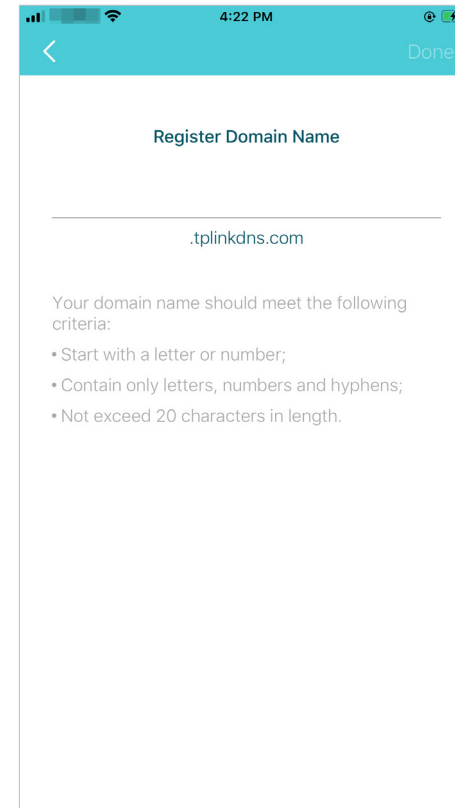 4:22 PM
Done
Register Domain Name
.tplinkdns.com
Your domain name should meet the following
criteria:
• Start with a letter or number;
• Contain only letters, numbers and hyphens;
• Not exceed 20 characters in length.